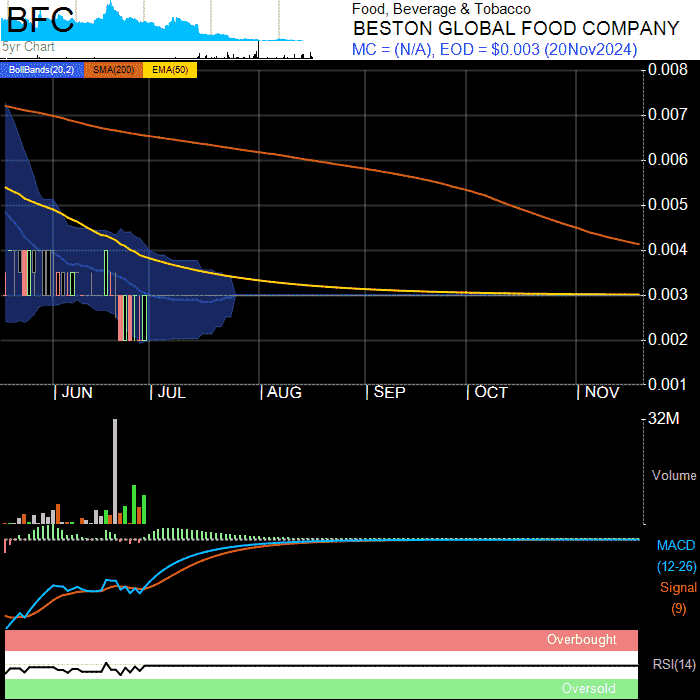 BFC
5yr Chart
Food, Beverage & Tobacco
BESTON GLOBAL FOOD COMPANY
MC = (N/A), EOD = $0.003 (20Nov2024)
BollBands(20,2) SMA(200) EMA(50)
0.008
0.007
0.006
0.005
0.004
0.003
0.002
0.001
JUN JUL AUG SEP OCT NOV
32M
Volume
MACD
(12-26)
Signal
(9)
Overbought
RSI(14)
Oversold